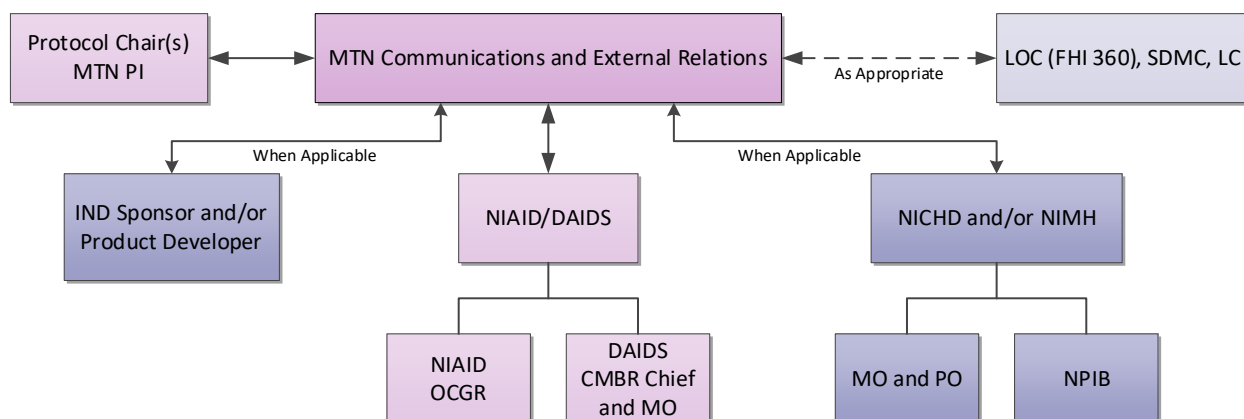 Protocol Chair(s)
MTN PI
MTN Communications and External Relations
As Appropriate
LOC (FHI 360), SDMC, LC
When Applicable
When Applicable
IND Sponsor and/or
Product Developer
NIAID/DAIDS
NICHD and/or NIMH
NIAID
OCGR
DAIDS
CMBR Chief
and MO
MO and PO
NPIB